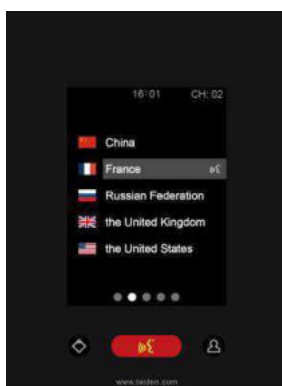 16:01 CH: 02
China
France
Russian Federation
the United Kingdom
the United States
www.taiden.com